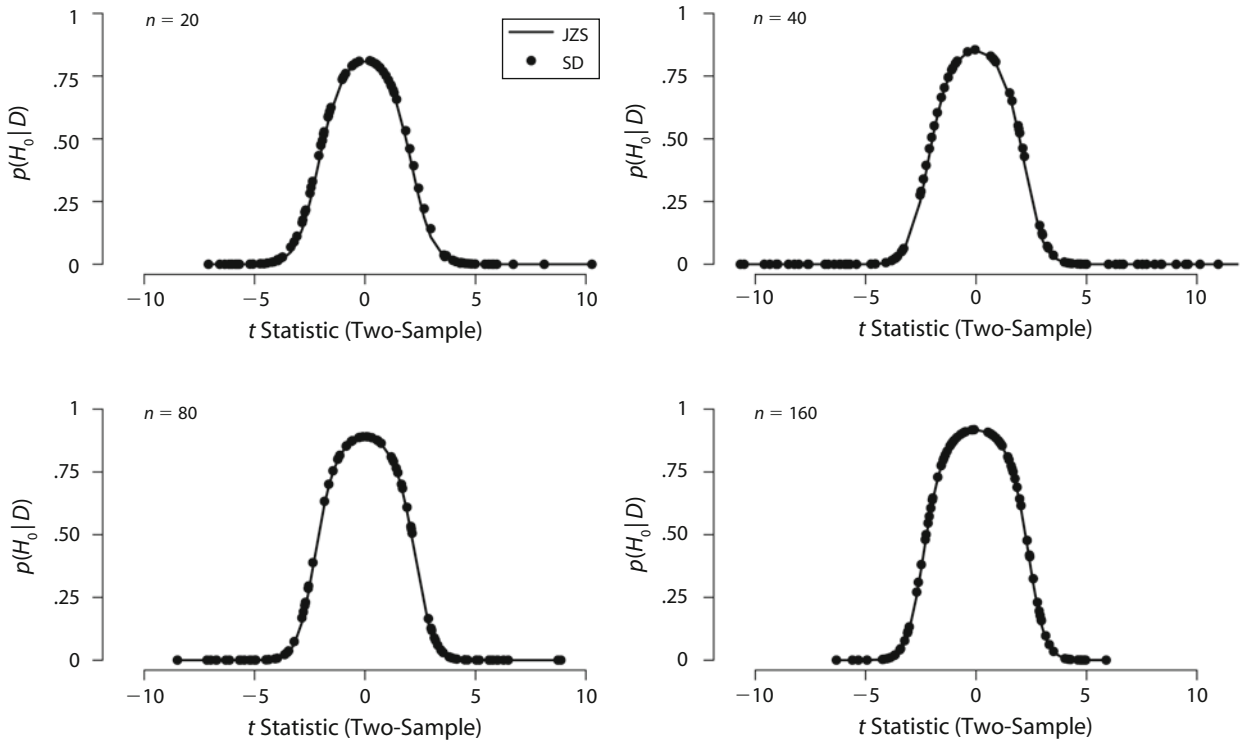 n = 20
JZS
SD
p(H₀|D)
1
.75
.50
.25
0
−10 −5 0 5 10
t Statistic (Two-Sample)
n = 40
p(H₀|D)
1
.75
.50
.25
0
−10 −5 0 5 10
t Statistic (Two-Sample)
n = 80
p(H₀|D)
1
.75
.50
.25
0
−10 −5 0 5 10
t Statistic (Two-Sample)
n = 160
p(H₀|D)
1
.75
.50
.25
0
−10 −5 0 5 10
t Statistic (Two-Sample)